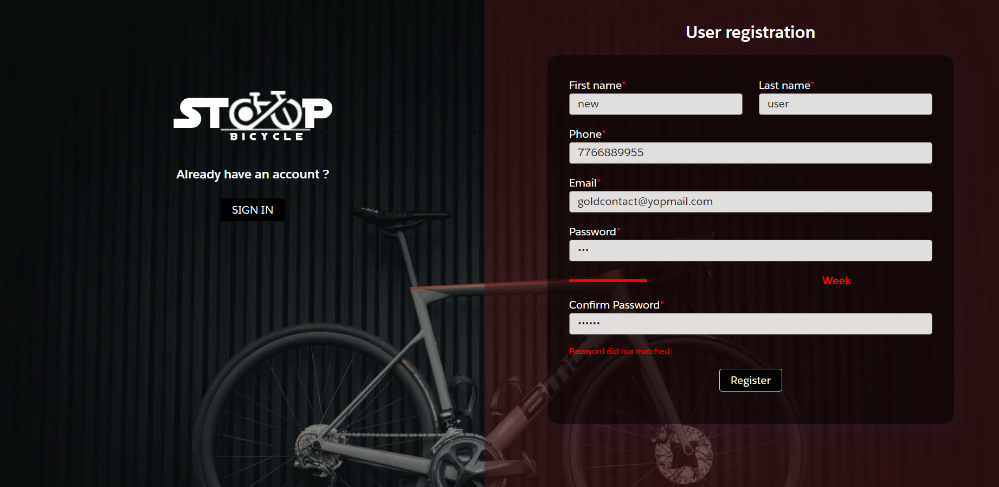 STOOP
BICYCLE
Already have an account ?
SIGN IN
User registration
First name*
Last name*
new
user
Phone*
7766889955
Email*
goldcontact@yopmail.com
Password*
•••
Week
Confirm Password*
••••••
Password did not matched
Register